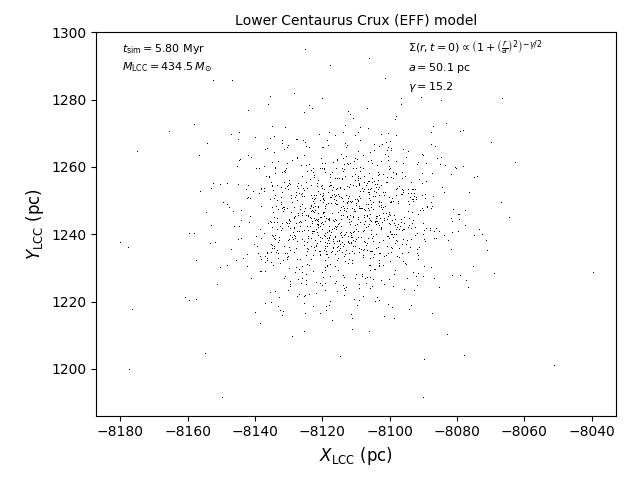 Lower Centaurus Crux (EFF) model
t_sim = 5.80 Myr
M_LCC = 434.5 M_⊙
Σ(r, t = 0) ∝ (1 + (r/a)^2)^{−γ/2}
a = 50.1 pc
γ = 15.2
1300
1280
1260
1240
1220
1200
Y_LCC (pc)
−8180 −8160 −8140 −8120 −8100 −8080 −8060 −8040
X_LCC (pc)